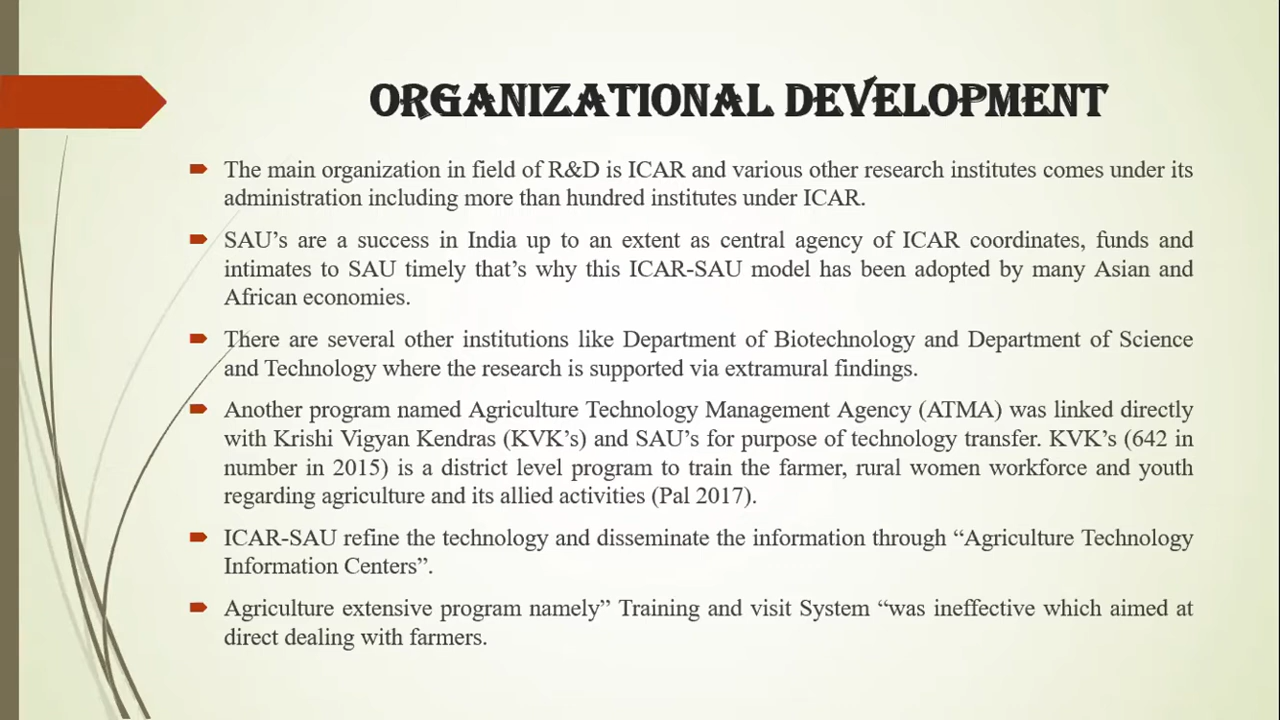 ORGANIZATIONAL DEVELOPMENT
The main organization in field of R&D is ICAR and various other research institutes comes under its
administration including more than hundred institutes under ICAR.
SAU's are a success in India up to an extent as central agency of ICAR coordinates, funds and
intimates to SAU timely that's why this ICAR-SAU model has been adopted by many Asian and
African economies.
There are several other institutions like Department of Biotechnology and Department of Science
and Technology where the research is supported via extramural findings.
Another program named Agriculture Technology Management Agency (ATMA) was linked directly
with Krishi Vigyan Kendras (KVK's) and SAU's for purpose of technology transfer. KVK's (642 in
number in 2015) is a district level program to train the farmer, rural women workforce and youth
regarding agriculture and its allied activities (Pal 2017).
ICAR-SAU refine the technology and disseminate the information through “Agriculture Technology
Information Centers”.
Agriculture extensive program namely” Training and visit System “was ineffective which aimed at
direct dealing with farmers.